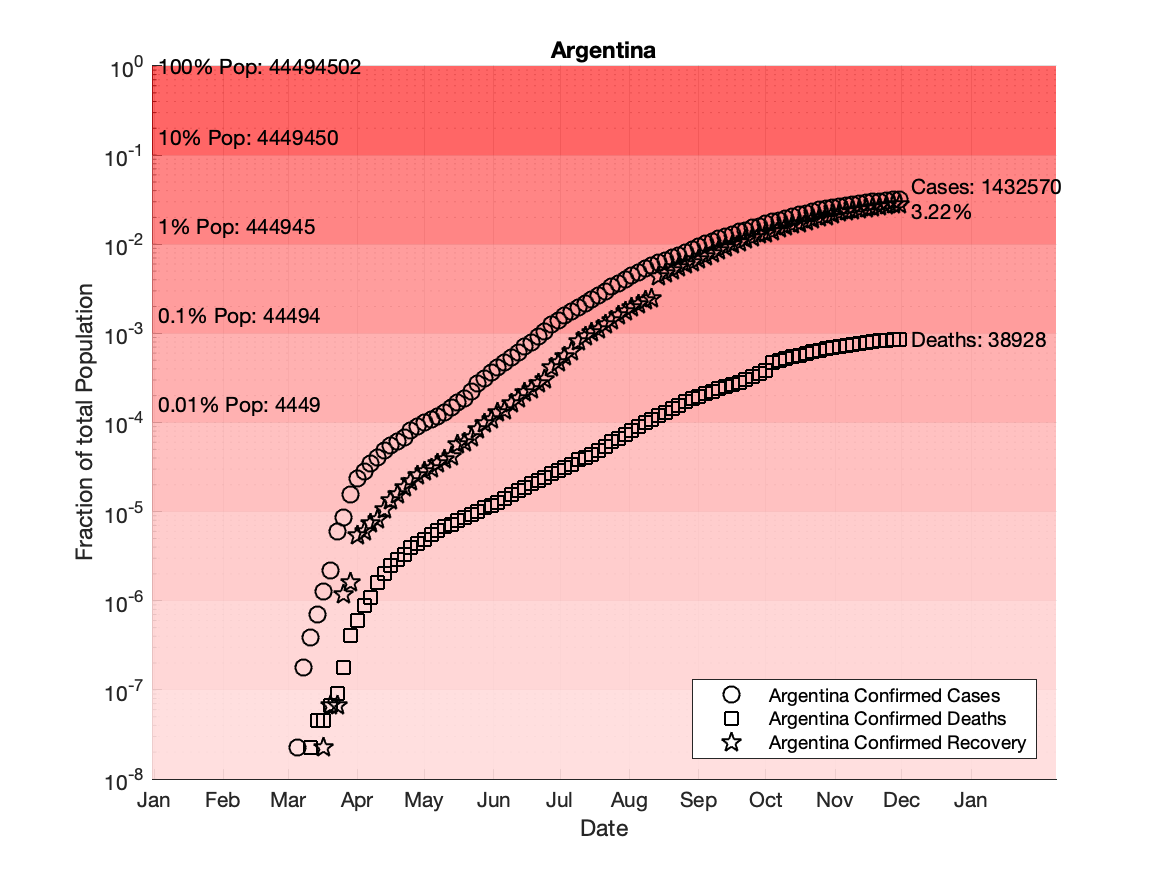 Argentina
10^0
100% Pop: 44494502
10% Pop: 4449450
10^-1
Cases: 1432570
3.22%
1% Pop: 444945
10^-2
0.1% Pop: 44494
10^-3
Deaths: 38928
0.01% Pop: 4449
10^-4
10^-5
10^-6
10^-7
10^-8
Fraction of total Population
Argentina Confirmed Cases
Argentina Confirmed Deaths
Argentina Confirmed Recovery
Jan Feb Mar Apr May Jun Jul Aug Sep Oct Nov Dec Jan
Date